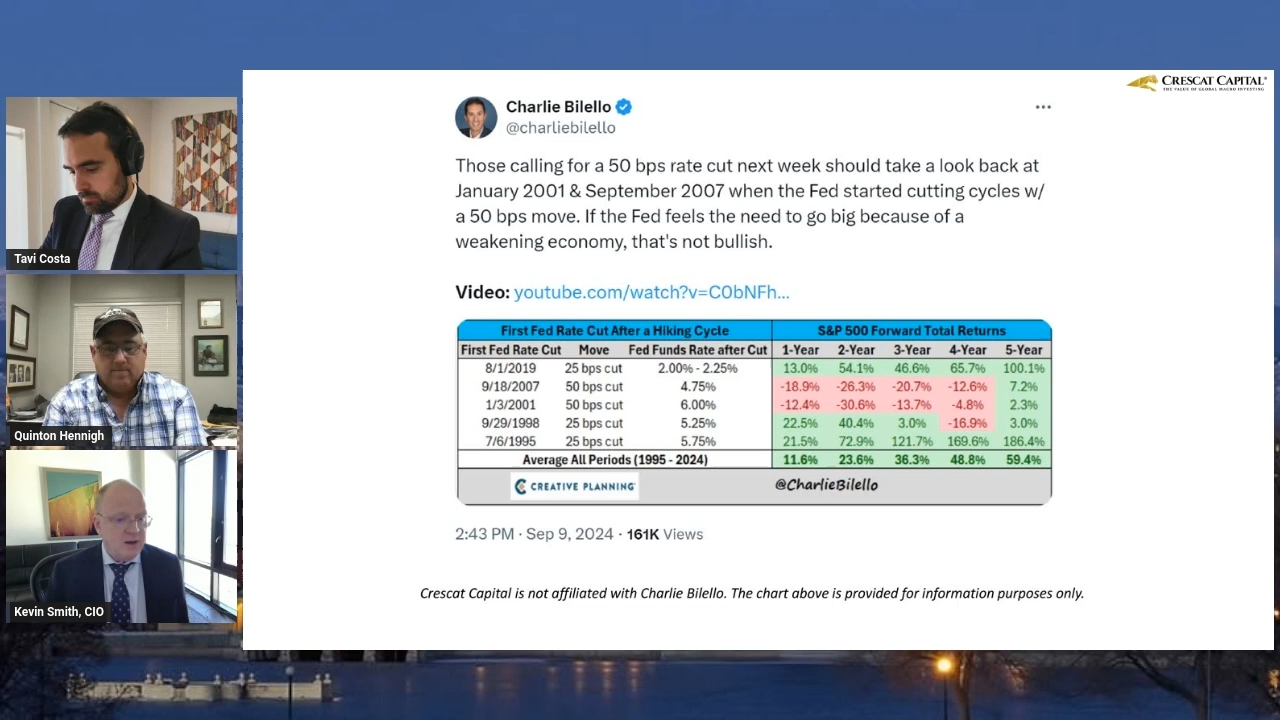 CRESCAT CAPITAL®
THE VALUE OF GLOBAL MACRO INVESTING
Tavi Costa
Quinton Hennigh
Kevin Smith, CIO
Charlie Bilello
@charliebilello
Those calling for a 50 bps rate cut next week should take a look back at
January 2001 & September 2007 when the Fed started cutting cycles w/
a 50 bps move. If the Fed feels the need to go big because of a
weakening economy, that's not bullish.
Video: youtube.com/watch?v=C0bNFh...
First Fed Rate Cut After a Hiking Cycle S&P 500 Forward Total Returns
First Fed Rate Cut Move Fed Funds Rate after Cut 1-Year 2-Year 3-Year 4-Year 5-Year
8/1/2019 25 bps cut 2.00% - 2.25% 13.0% 54.1% 46.6% 65.7% 100.1%
9/18/2007 50 bps cut 4.75% -18.9% -26.3% -20.7% -12.6% 7.2%
1/3/2001 50 bps cut 6.00% -12.4% -30.6% -13.7% -4.8% 2.3%
9/29/1998 25 bps cut 5.25% 22.5% 40.4% 3.0% -16.9% 3.0%
7/6/1995 25 bps cut 5.75% 21.5% 72.9% 121.7% 169.6% 186.4%
Average All Periods (1995 - 2024) 11.6% 23.6% 36.3% 48.8% 59.4%
CREATIVE PLANNING @CharlieBilello
2:43 PM · Sep 9, 2024 · 161K Views
Crescat Capital is not affiliated with Charlie Bilello. The chart above is provided for information purposes only.